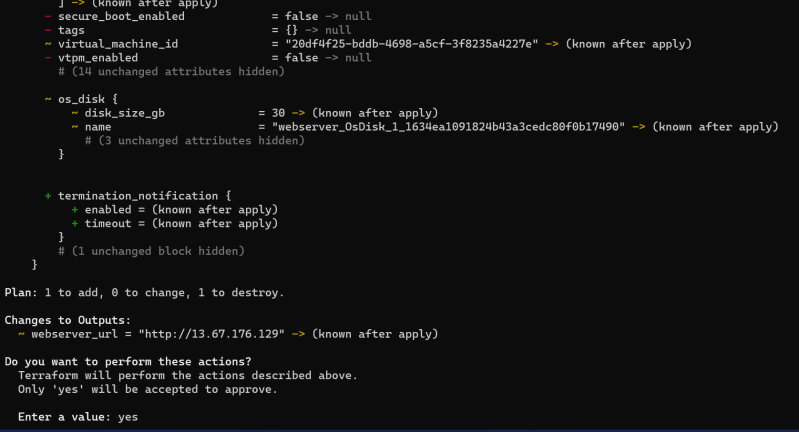 ] -> (known after apply)
- secure_boot_enabled = false -> null
- tags = {} -> null
~ virtual_machine_id = "20df4f25-bddb-4698-a5cf-3f8235a4227e" -> (known after apply)
- vtpm_enabled = false -> null
# (14 unchanged attributes hidden)
~ os_disk {
~ disk_size_gb = 30 -> (known after apply)
~ name = "webserver_OsDisk_1_1634ea1091824b43a3cedc80f0b17490" -> (known after apply)
# (3 unchanged attributes hidden)
}
+ termination_notification {
+ enabled = (known after apply)
+ timeout = (known after apply)
}
# (1 unchanged block hidden)
}
Plan: 1 to add, 0 to change, 1 to destroy.
Changes to Outputs:
~ webserver_url = "http://13.67.176.129" -> (known after apply)
Do you want to perform these actions?
Terraform will perform the actions described above.
Only 'yes' will be accepted to approve.
Enter a value: yes